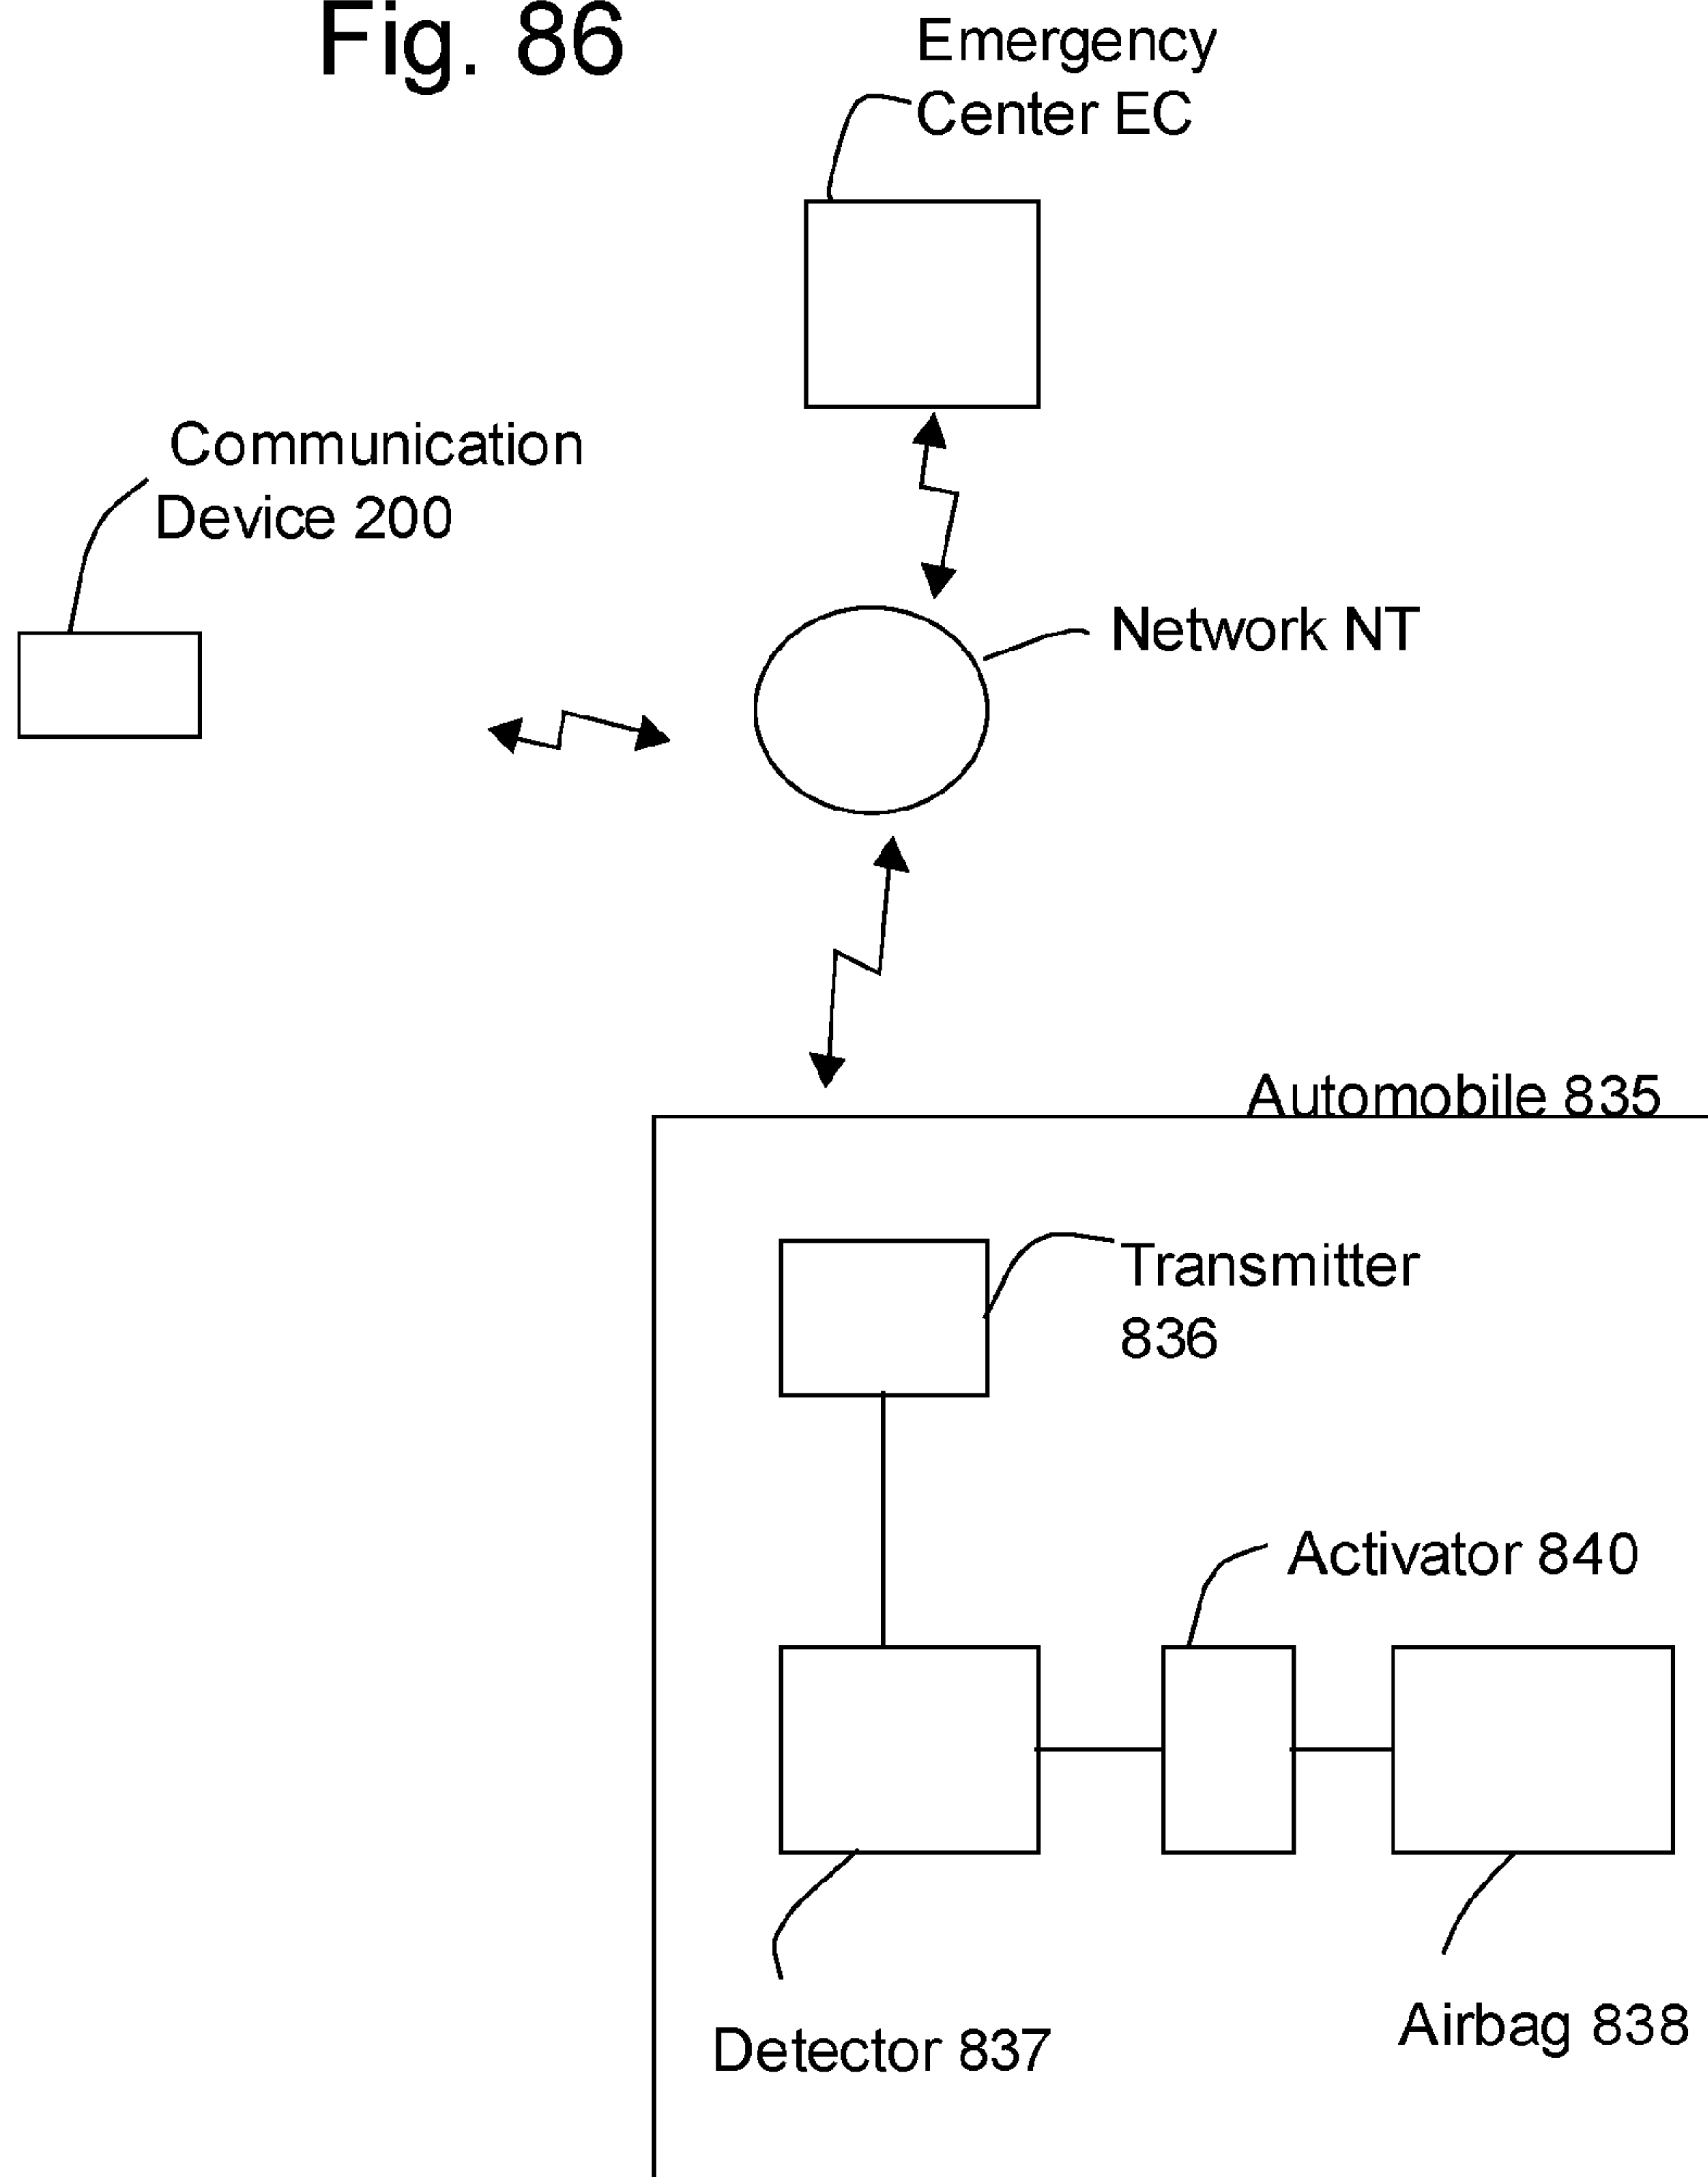 Fig. 86
Emergency
Center EC
Communication
Device 200
Network NT
Automobile 835
Transmitter
836
Activator 840
Detector 837
Airbag 838